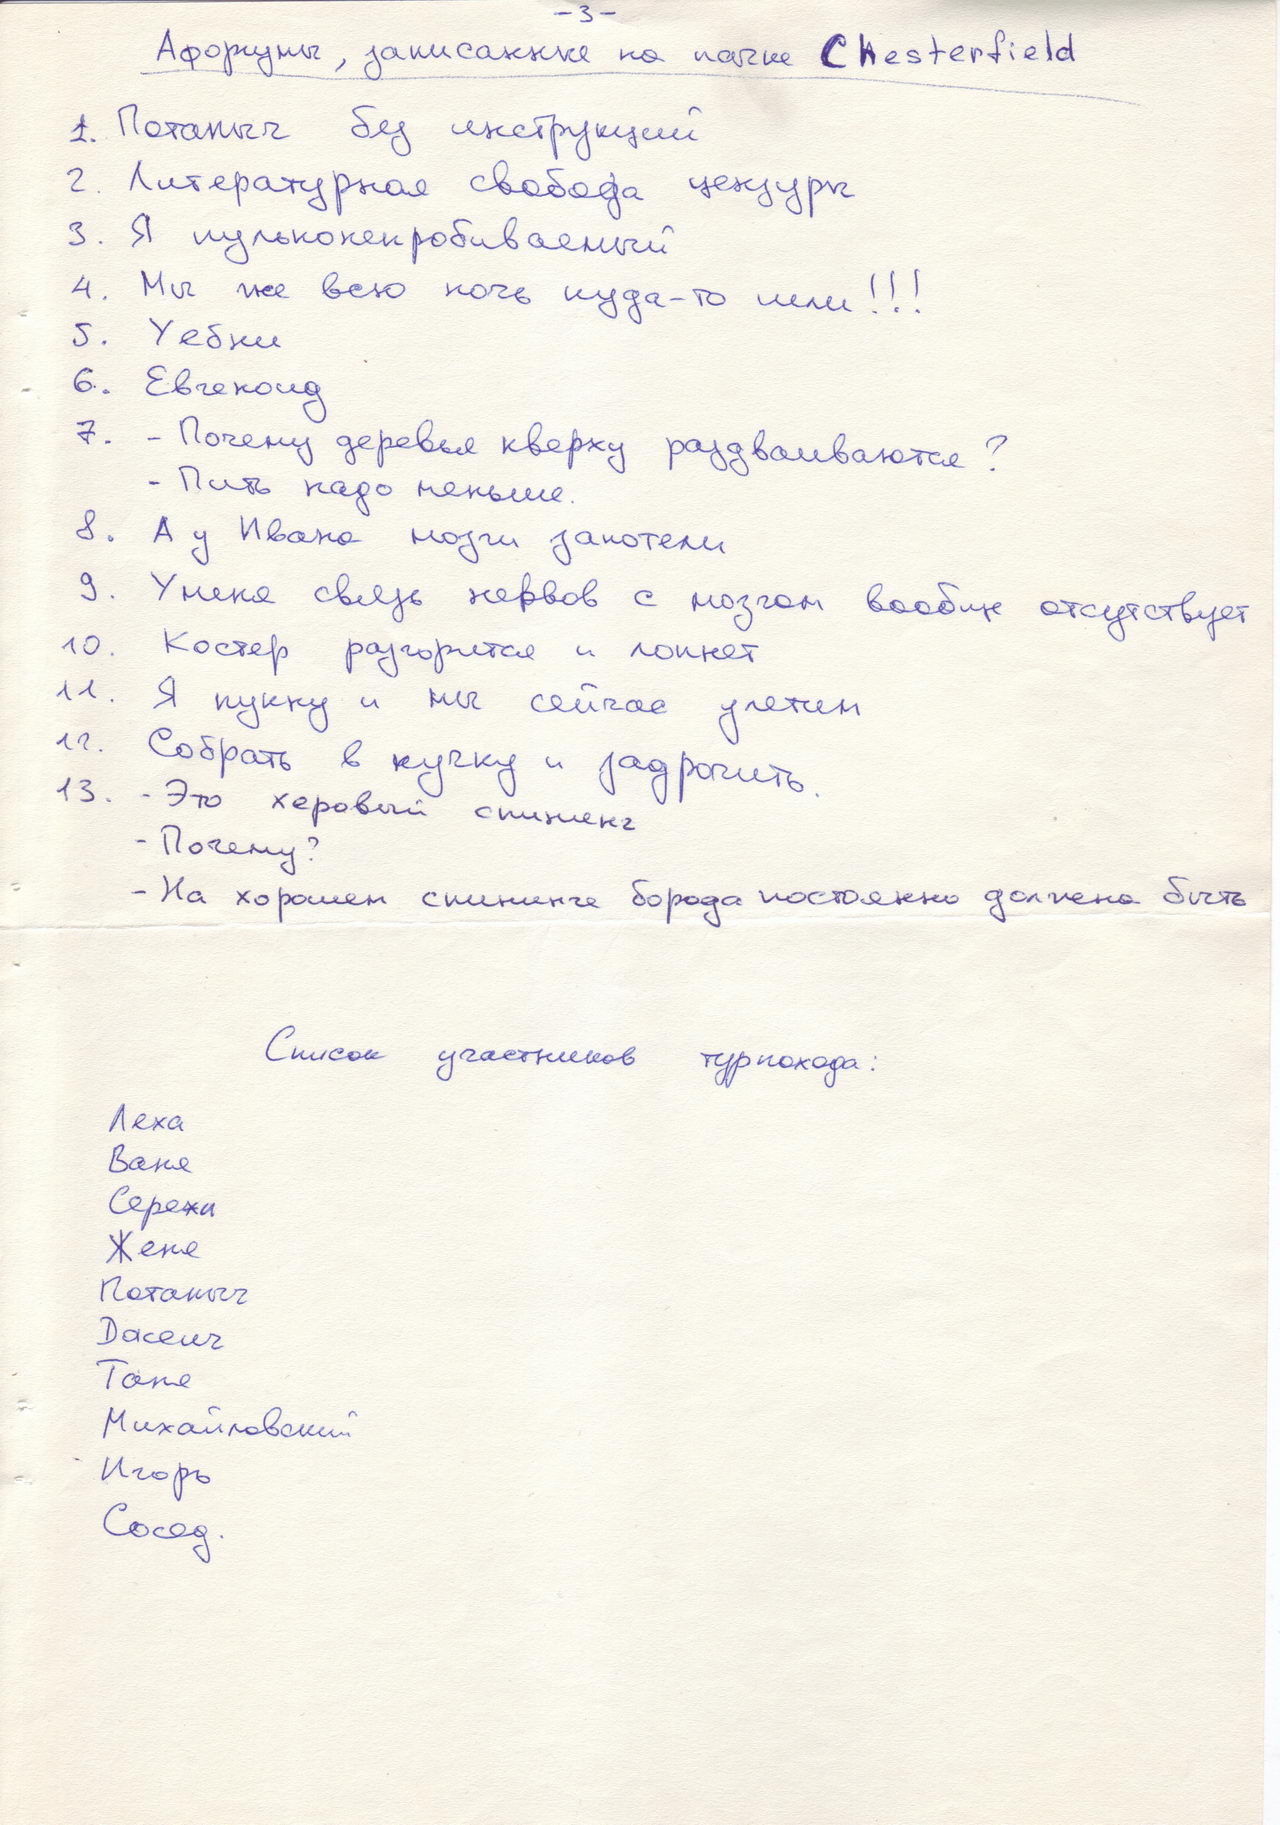 -3-
Афоризмы, записанные на пачке Chesterfield
1. Потапыч без инструкций
2. Литературная свобода цензуры
3. Я пульконепробиваемый
4. Мы же всю ночь куда-то шли!!!
5. Уебки
6. Евгеноид
7. - Почему деревья кверху раздваиваются?
- Пить надо меньше.
8. А у Ивана мозги запотели
9. У меня связь нервов с мозгом вообще отсутствует
10. Костер разгорится и лопнет
11. Я пукну и мы сейчас улетим
12. Собрать в кучку и задрочить.
13. - Это херовый спининг
- Почему?
- На хорошем спининге борода постоянно должна быть
Список участников турпохода:
Леха
Ваня
Сережа
Женя
Потапыч
Дасеич
Таня
Михайловский
Игорь
Сосед.